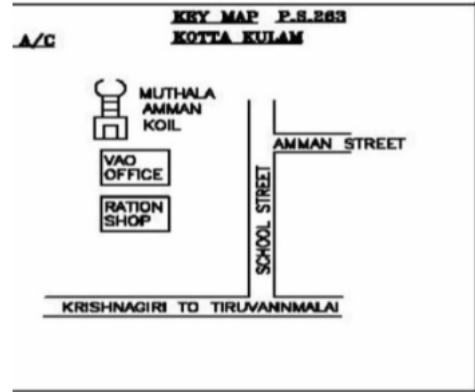 KEY MAP P.S.263
A/C
KOTTA KULAM
MUTHALA
AMMAN
KOIL
AMMAN STREET
VAO
OFFICE
RATION
SHOP
SCHOOL STREET
KRISHNAGIRI TO TIRUVANNMALAI